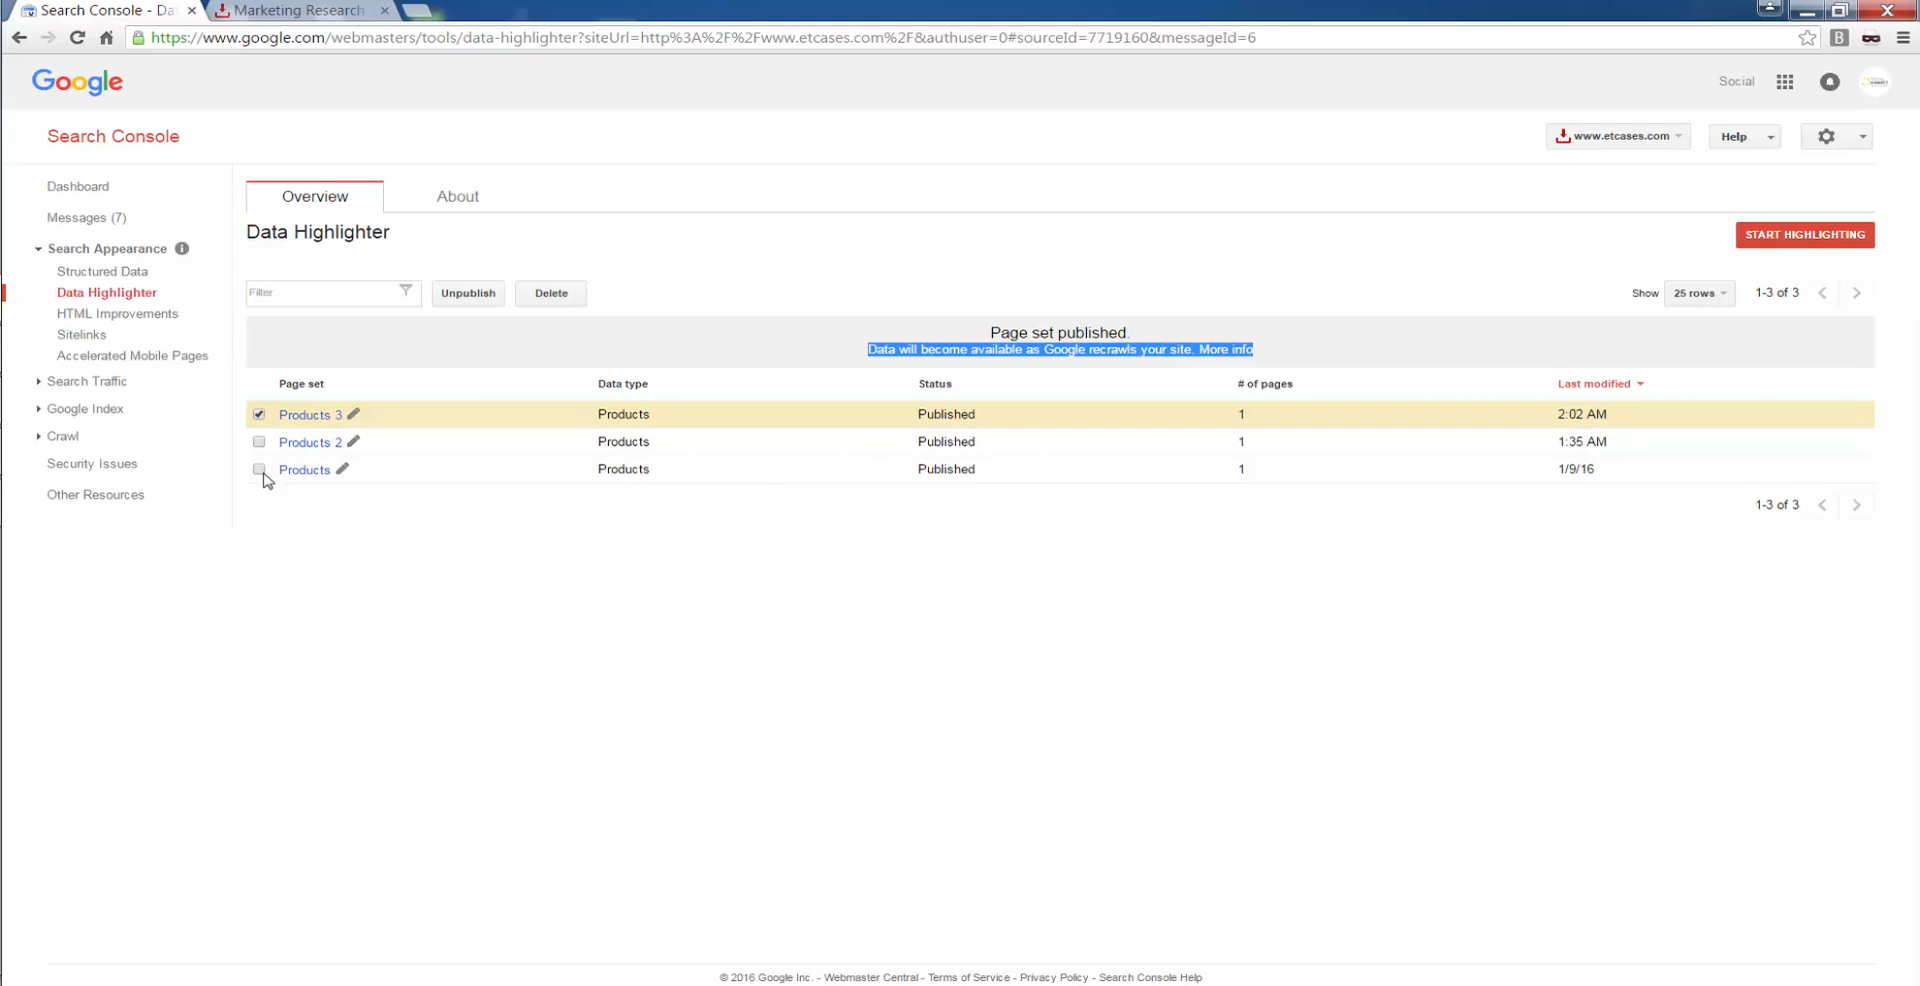 Search Console - Da
Marketing Research
https://www.google.com/webmasters/tools/data-highlighter?siteUrl=http%3A%2F%2Fwww.etcases.com%2F&authuser=0#sourceId=7719160&messageId=6
B
Google
Social
Search Console
www.etcases.com
Help
Dashboard
Messages (7)
Search Appearance
Structured Data
Data Highlighter
HTML Improvements
Sitelinks
Accelerated Mobile Pages
Search Traffic
Google Index
Crawl
Security Issues
Other Resources
Overview About
Data Highlighter
START HIGHLIGHTING
Filter Unpublish Delete Show 25 rows 1-3 of 3
Page set published.
Data will become available as Google recrawls your site. More info
Page set Data type Status # of pages Last modified
Products 3 Products Published 1 2:02 AM
Products 2 Products Published 1 1:35 AM
Products Products Published 1 1/9/16
1-3 of 3
© 2016 Google Inc. - Webmaster Central - Terms of Service - Privacy Policy - Search Console Help